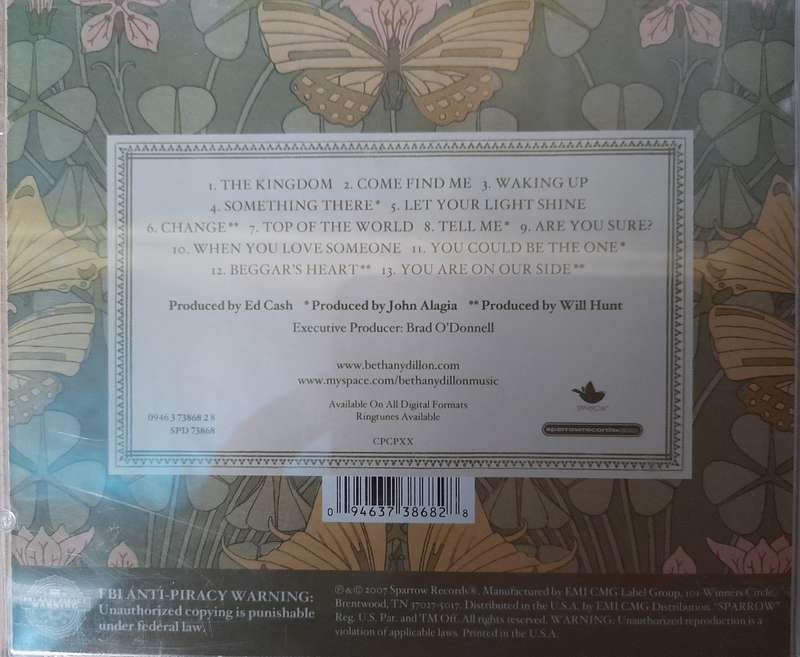 1. THE KINGDOM 2. COME FIND ME 3. WAKING UP
4. SOMETHING THERE* 5. LET YOUR LIGHT SHINE
6. CHANGE** 7. TOP OF THE WORLD 8. TELL ME* 9. ARE YOU SURE?
10. WHEN YOU LOVE SOMEONE 11. YOU COULD BE THE ONE*
12. BEGGAR'S HEART** 13. YOU ARE ON OUR SIDE**
Produced by Ed Cash *Produced by John Alagia **Produced by Will Hunt
Executive Producer: Brad O'Donnell
www.bethanydillon.com
www.myspace.com/bethanydillonmusic
Available On All Digital Formats
Ringtunes Available
CPCPXX
0946 3 73868 2 8
SPD 73868
SPARROW
sparrowrecords.com
0 94637 38682 8
FBI ANTI-PIRACY WARNING:
Unauthorized copying is punishable
under federal law.
℗&© 2007 Sparrow Records®. Manufactured by EMI CMG Label Group, 101 Winners Circle,
Brentwood, TN 37027-5017. Distributed in the U.S.A. by EMI CMG Distribution. "SPARROW"
Reg. U.S. Pat. and TM Off. All rights reserved. WARNING: Unauthorized reproduction is a
violation of applicable laws. Printed in the U.S.A.